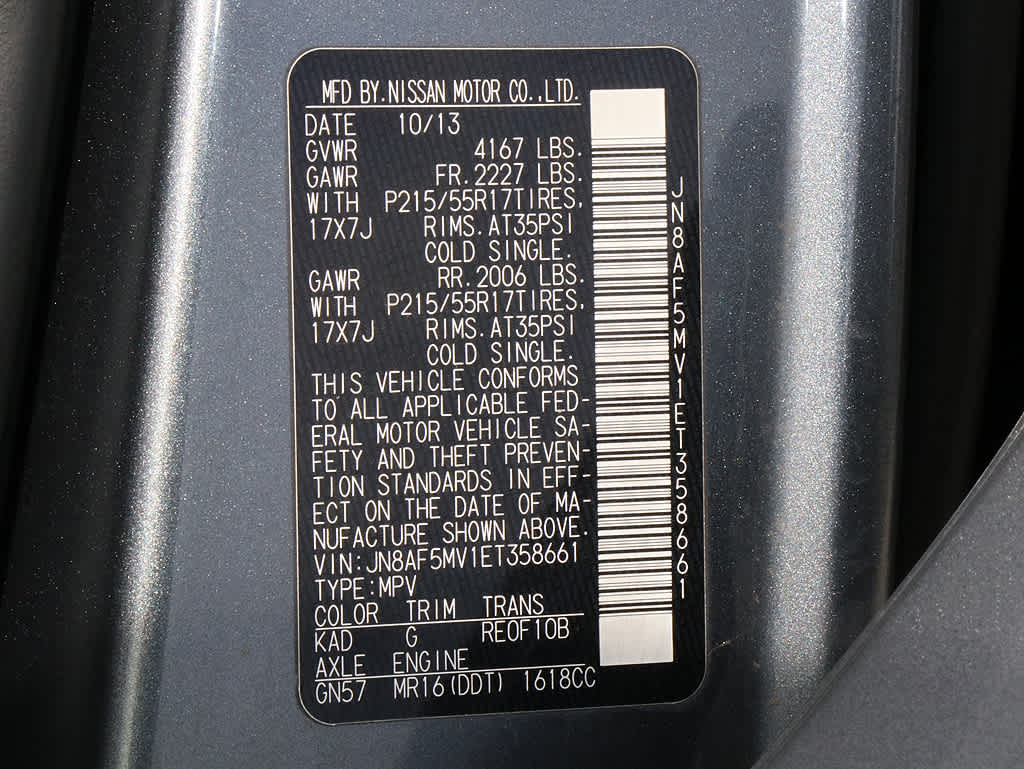 MFD BY.NISSAN MOTOR CO.,LTD.
DATE 10/13
GVWR 4167 LBS.
GAWR FR.2227 LBS.
WITH P215/55R17TIRES,
17X7J RIMS.AT35PSI
COLD SINGLE.
GAWR RR.2006 LBS.
WITH P215/55R17TIRES,
17X7J RIMS.AT35PSI
COLD SINGLE.
THIS VEHICLE CONFORMS
TO ALL APPLICABLE FED-
ERAL MOTOR VEHICLE SA-
FETY AND THEFT PREVEN-
TION STANDARDS IN EFF-
ECT ON THE DATE OF MA-
NUFACTURE SHOWN ABOVE.
VIN:JN8AF5MV1ET358661
TYPE:MPV
COLOR TRIM TRANS
KAD G RE0F10B
AXLE ENGINE
GN57 MR16(DDT) 1618CC
JN8AF5MV1ET358661